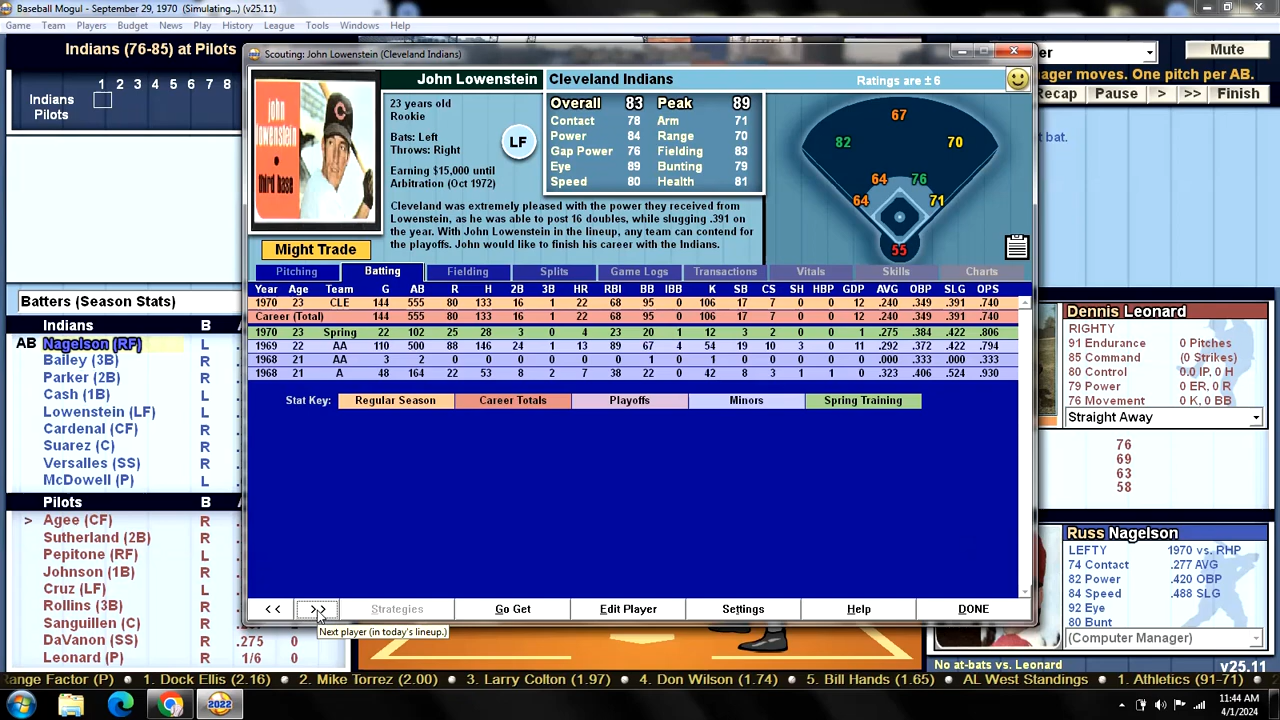 Baseball Mogul - September 29, 1970 (Simulating...) (v25.11)
Game Team Players Budget News Play History League Tools Windows Help
Indians (76-85) at Pilots
1 2 3 4 5 6 7 8
Indians
Pilots
Mute
nager moves. One pitch per AB.
Recap Pause > >> Finish
t bat.
Scouting: John Lowenstein (Cleveland Indians)
john
lowenstein
third base
John Lowenstein
23 years old
Rookie
Bats: Left
Throws: Right
Earning $15,000 until
Arbitration (Oct 1972)
LF
Cleveland Indians
Ratings are ± 6
Overall 83 Peak 89
Contact 78 Arm 71
Power 84 Range 70
Gap Power 76 Fielding 83
Eye 89 Bunting 79
Speed 80 Health 81
67
82 70
64 76
64 71
55
Cleveland was extremely pleased with the power they received from
Lowenstein, as he was able to post 16 doubles, while slugging .391 on
the year. With John Lowenstein in the lineup, any team can contend for
the playoffs. John would like to finish his career with the Indians.
Might Trade
Pitching Batting Fielding Splits Game Logs Transactions Vitals Skills Charts
Year Age Team G AB R H 2B 3B HR RBI BB IBB K SB CS SH HBP GDP AVG OBP SLG OPS
1970 23 CLE 144 555 80 133 16 1 22 68 95 0 106 17 7 0 0 12 .240 .349 .391 .740
Career (Total) 144 555 80 133 16 1 22 68 95 0 106 17 7 0 0 12 .240 .349 .391 .740
1970 23 Spring 22 102 25 28 3 0 4 23 20 1 12 3 2 0 0 1 .275 .384 .422 .806
1969 22 AA 110 500 88 146 24 1 13 89 67 4 54 19 10 3 0 11 .292 .372 .422 .794
1968 21 AA 3 2 0 0 0 0 0 0 1 0 1 0 0 0 0 0 .000 .333 .000 .333
1968 21 A 48 164 22 53 8 2 7 38 22 0 42 8 3 1 1 0 .323 .406 .524 .930
Stat Key: Regular Season Career Totals Playoffs Minors Spring Training
<< >> Strategies Go Get Edit Player Settings Help DONE
Next player (in today's lineup.)
Batters (Season Stats)
Indians B
AB Nagelson (RF) L
Bailey (3B) R
Parker (2B) R
Cash (1B) L
Lowenstein (LF) L
Cardenal (CF) R
Suarez (C) R
Versalles (SS) R
McDowell (P) L
Pilots B
> Agee (CF) R
Sutherland (2B) R
Pepitone (RF) L
Johnson (1B) R
Cruz (LF) L
Rollins (3B) R
Sanguillen (C) R
DaVanon (SS) R .275 0
Leonard (P) R 1/6 0
Dennis Leonard
RIGHTY
91 Endurance 0 Pitches
85 Command (0 Strikes)
80 Control 0.0 IP, 0 H
79 Power 0 ER, 0 R
76 Movement 0 K, 0 BB
Straight Away
76
69
63
58
Russ Nagelson
LEFTY 1970 vs. RHP
74 Contact .277 AVG
82 Power .420 OBP
84 Speed .488 SLG
92 Eye
80 Bunt
(Computer Manager)
No at-bats vs. Leonard
v25.11
Range Factor (P) 1. Dock Ellis (2.16) 2. Mike Torrez (2.00) 3. Larry Colton (1.97) 4. Don Wilson (1.74) 5. Bill Hands (1.65) AL West Standings 1. Athletics (91-71)
2022
11:44 AM
4/1/2024